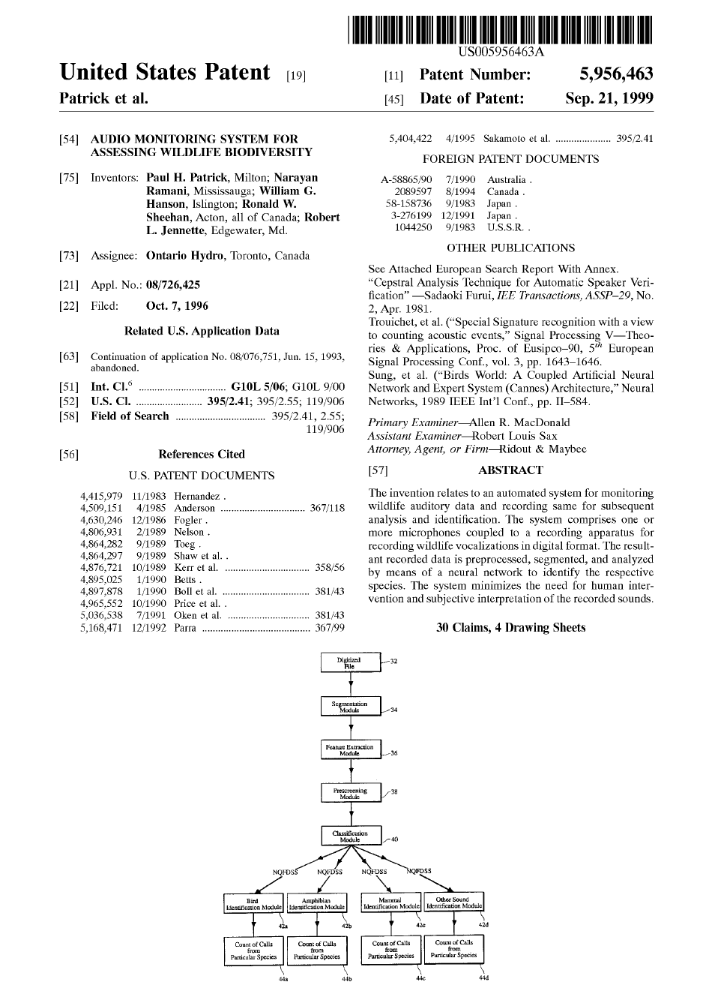 US005956463A
United States Patent [19]
Patrick et al.
[11] Patent Number: 5,956,463
[45] Date of Patent: Sep. 21, 1999
[54] AUDIO MONITORING SYSTEM FOR
ASSESSING WILDLIFE BIODIVERSITY
[75] Inventors: Paul H. Patrick, Milton; Narayan
Ramani, Mississauga; William G.
Hanson, Islington; Ronald W.
Sheehan, Acton, all of Canada; Robert
L. Jennette, Edgewater, Md.
[73] Assignee: Ontario Hydro, Toronto, Canada
[21] Appl. No.: 08/726,425
[22] Filed: Oct. 7, 1996
Related U.S. Application Data
[63] Continuation of application No. 08/076,751, Jun. 15, 1993,
abandoned.
[51] Int. Cl.6 ................................. G10L 5/06; G10L 9/00
[52] U.S. Cl. ......................... 395/2.41; 395/2.55; 119/906
[58] Field of Search .................................. 395/2.41, 2.55;
119/906
[56] References Cited
U.S. PATENT DOCUMENTS
4,415,979 11/1983 Hernandez .
4,509,151 4/1985 Anderson ................................ 367/118
4,630,246 12/1986 Fogler .
4,806,931 2/1989 Nelson .
4,864,282 9/1989 Toeg .
4,864,297 9/1989 Shaw et al. .
4,876,721 10/1989 Kerr et al. ................................ 358/56
4,895,025 1/1990 Betts .
4,897,878 1/1990 Boll et al. ................................. 381/43
4,965,552 10/1990 Price et al. .
5,036,538 7/1991 Oken et al. ............................... 381/43
5,168,471 12/1992 Parra ......................................... 367/99
5,404,422 4/1995 Sakamoto et al. ..................... 395/2.41
FOREIGN PATENT DOCUMENTS
A-58865/90 7/1990 Australia .
2089597 8/1994 Canada .
58-158736 9/1983 Japan .
3-276199 12/1991 Japan .
1044250 9/1983 U.S.S.R. .
OTHER PUBLICATIONS
See Attached European Search Report With Annex.
“Cepstral Analysis Technique for Automatic Speaker Veri-
fication” —Sadaoki Furui, IEE Transactions, ASSP–29, No.
2, Apr. 1981.
Trouichet, et al. (“Special Signature recognition with a view
to counting acoustic events,” Signal Processing V—Theo-
ries & Applications, Proc. of Eusipco–90, 5th European
Signal Processing Conf., vol. 3, pp. 1643–1646.
Sung, et al. (“Birds World: A Coupled Artificial Neural
Network and Expert System (Cannes) Architecture,” Neural
Networks, 1989 IEEE Int'l Conf., pp. II–584.
Primary Examiner—Allen R. MacDonald
Assistant Examiner—Robert Louis Sax
Attorney, Agent, or Firm—Ridout & Maybee
[57] ABSTRACT
The invention relates to an automated system for monitoring
wildlife auditory data and recording same for subsequent
analysis and identification. The system comprises one or
more microphones coupled to a recording apparatus for
recording wildlife vocalizations in digital format. The result-
ant recorded data is preprocessed, segmented, and analyzed
by means of a neural network to identify the respective
species. The system minimizes the need for human inter-
vention and subjective interpretation of the recorded sounds.
30 Claims, 4 Drawing Sheets
Digitized
File
32
Segmentation
Module
34
Feature Extraction
Module
36
Prescreening
Module
38
Classification
Module
40
NQFDSS NQFDSS NQFDSS NQFDSS
Bird
Identification Module
42a
Amphibian
Identification Module
42b
Mammal
Identification Module
42c
Other Sound
Identification Module
42d
Count of Calls
from
Particular Species
44a
Count of Calls
from
Particular Species
44b
Count of Calls
from
Particular Species
44c
Count of Calls
from
Particular Species
44d